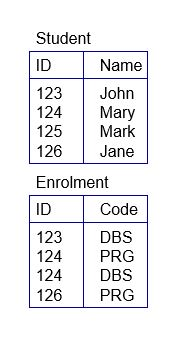 Student
ID Name
123 John
124 Mary
125 Mark
126 Jane
Enrolment
ID Code
123 DBS
124 PRG
124 DBS
126 PRG